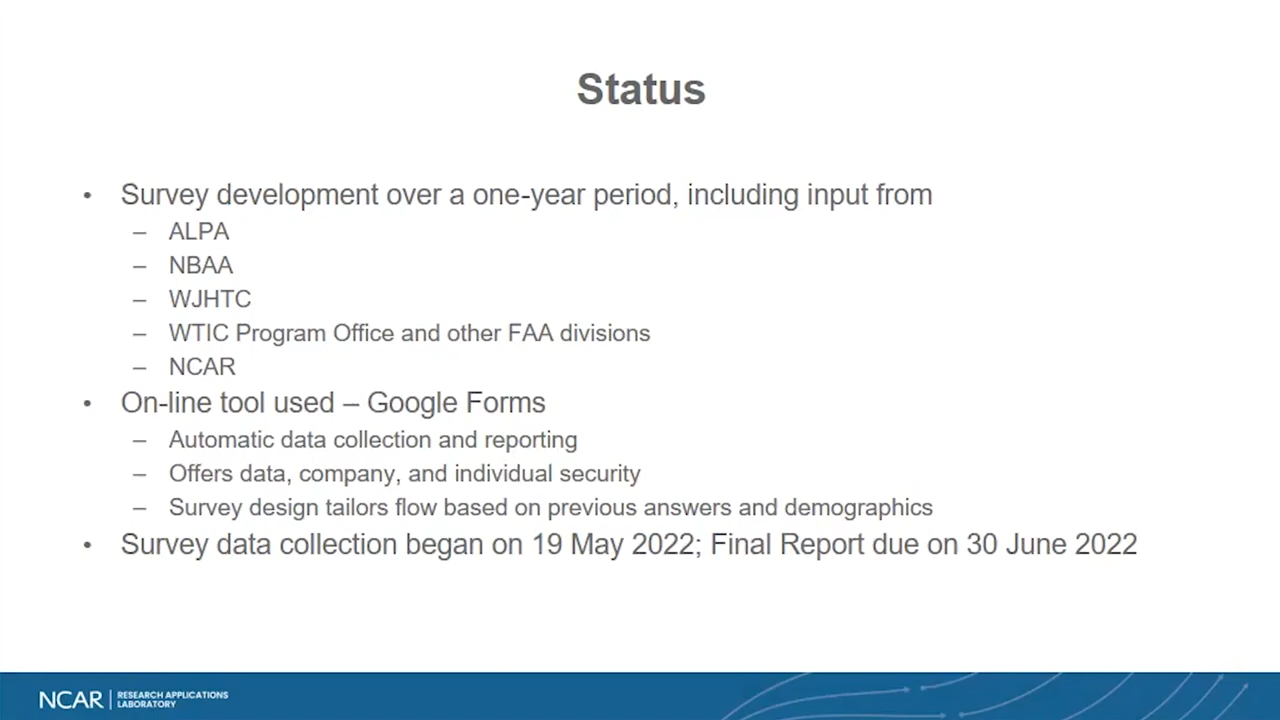 Status
• Survey development over a one-year period, including input from
– ALPA
– NBAA
– WJHTC
– WTIC Program Office and other FAA divisions
– NCAR
• On-line tool used – Google Forms
– Automatic data collection and reporting
– Offers data, company, and individual security
– Survey design tailors flow based on previous answers and demographics
• Survey data collection began on 19 May 2022; Final Report due on 30 June 2022
NCAR
RESEARCH APPLICATIONS
LABORATORY